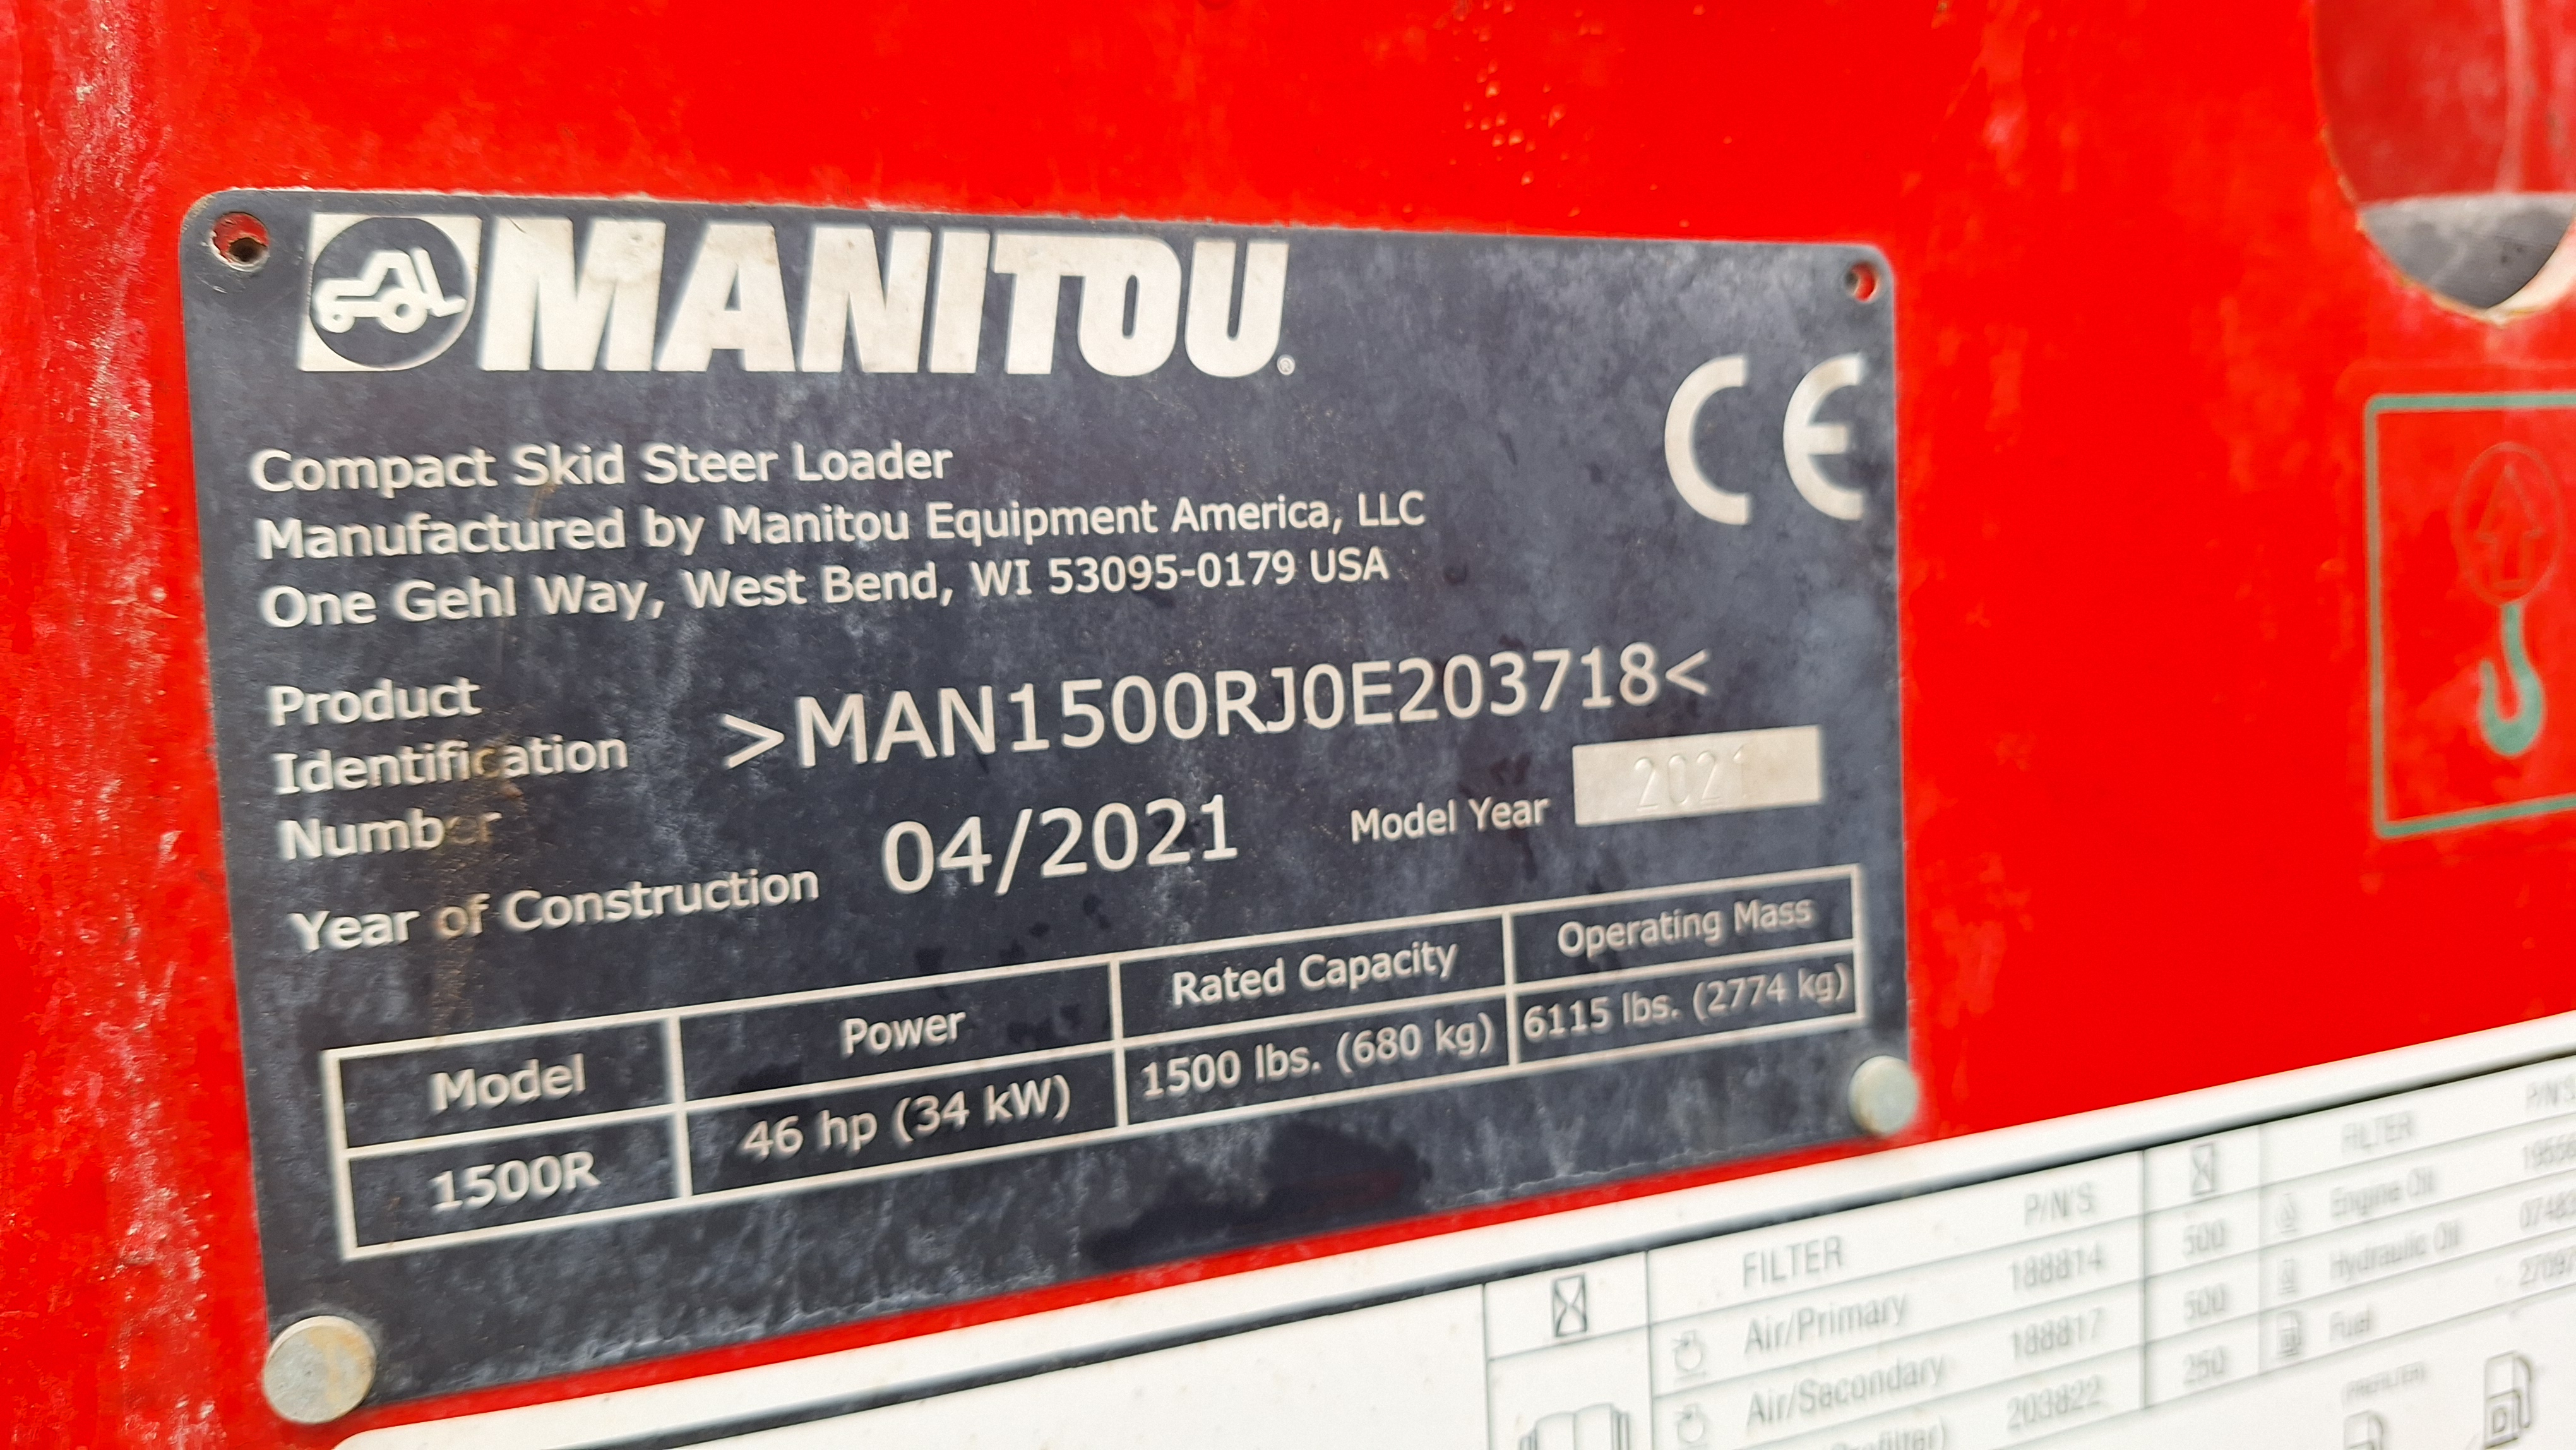 MANITOU®
CE
Compact Skid Steer Loader
Manufactured by Manitou Equipment America, LLC
One Gehl Way, West Bend, WI 53095-0179 USA
Product
Identification
Number
>MAN1500RJ0E203718<
Year of Construction 04/2021 Model Year 2021
Model Power Rated Capacity Operating Mass
1500R 46 hp (34 kW) 1500 lbs. (680 kg) 6115 lbs. (2774 kg)
FILTER P/N'S FILTER P/N'S
Air/Primary 188814 500 Engine Oil
Air/Secondary 188817 500 Hydraulic Oil
203822 250 Fuel
PREFILTER